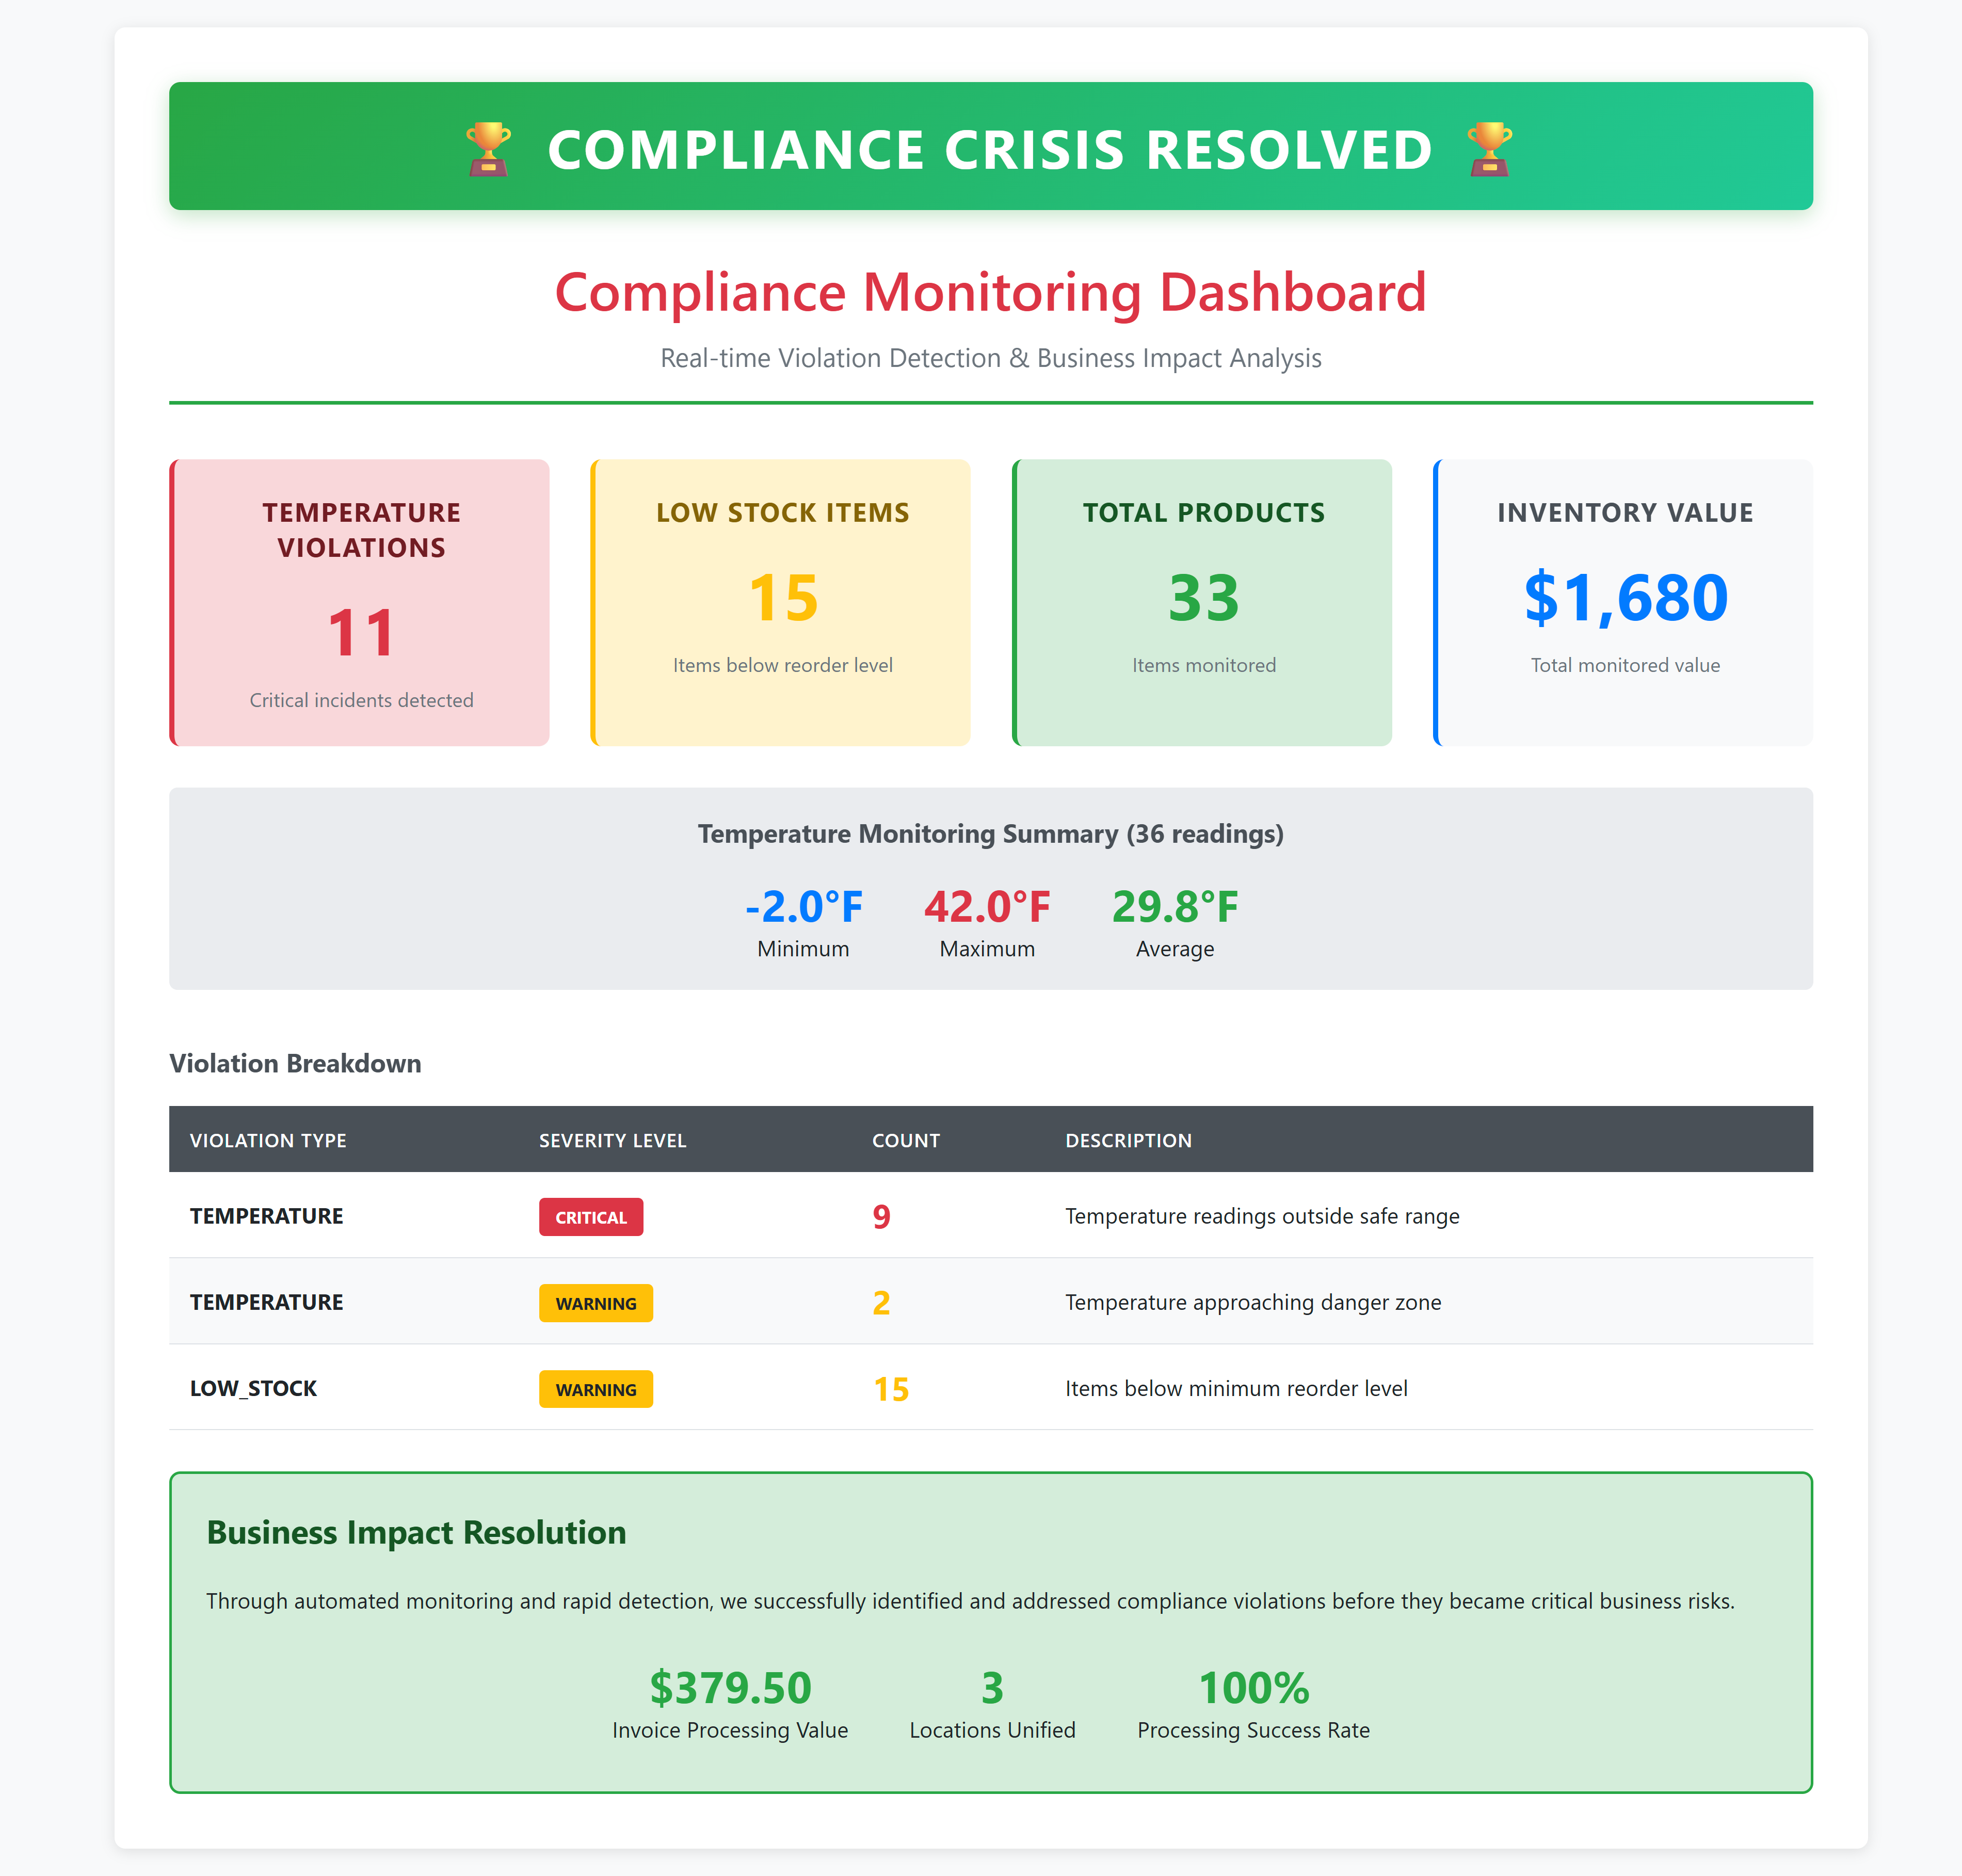 COMPLIANCE CRISIS RESOLVED
Compliance Monitoring Dashboard
Real-time Violation Detection & Business Impact Analysis
TEMPERATURE
VIOLATIONS
11
Critical incidents detected
LOW STOCK ITEMS
15
Items below reorder level
TOTAL PRODUCTS
33
Items monitored
INVENTORY VALUE
$1,680
Total monitored value
Temperature Monitoring Summary (36 readings)
-2.0°F 42.0°F 29.8°F
Minimum Maximum Average
Violation Breakdown
VIOLATION TYPE SEVERITY LEVEL COUNT DESCRIPTION
TEMPERATURE CRITICAL 9 Temperature readings outside safe range
TEMPERATURE WARNING 2 Temperature approaching danger zone
LOW_STOCK WARNING 15 Items below minimum reorder level
Business Impact Resolution
Through automated monitoring and rapid detection, we successfully identified and addressed compliance violations before they became critical business risks.
$379.50 3 100%
Invoice Processing Value Locations Unified Processing Success Rate